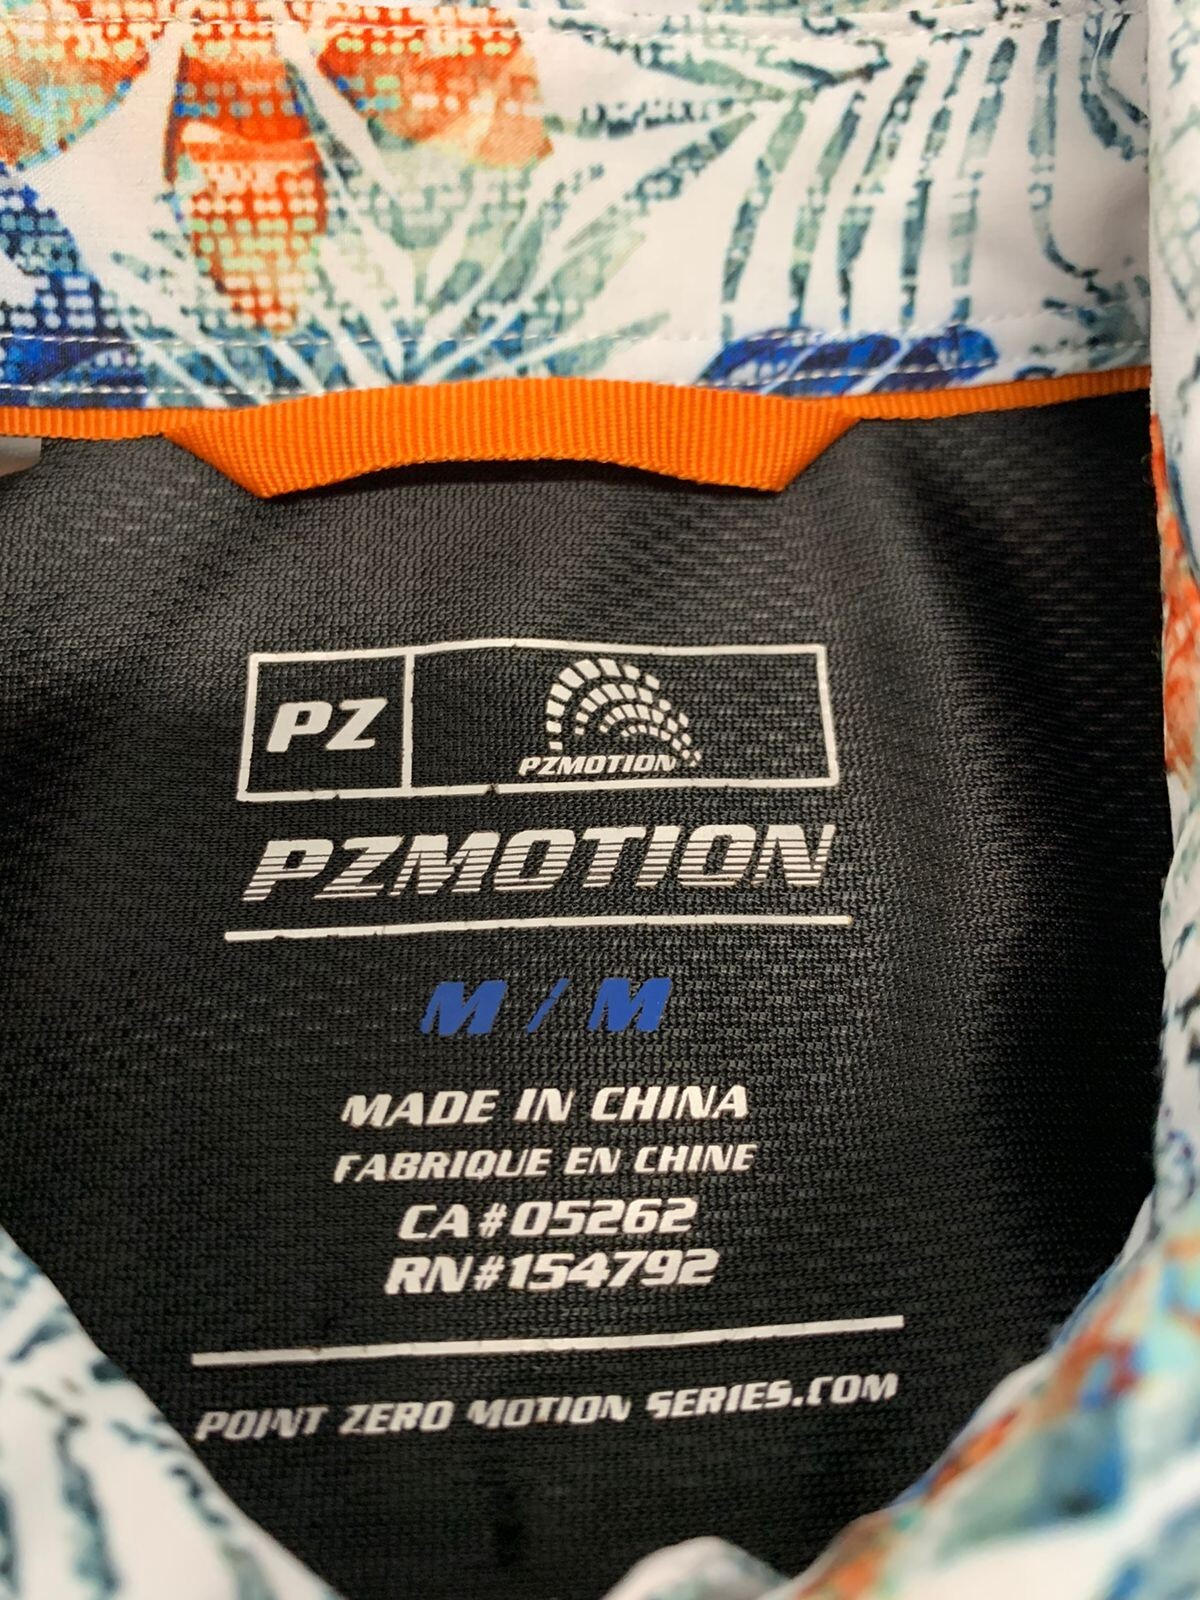 PZ
PZMOTION
PZMOTION
M / M
MADE IN CHINA
FABRIQUE EN CHINE
CA#05262
RN#154792
POINT ZERO MOTION SERIES.COM